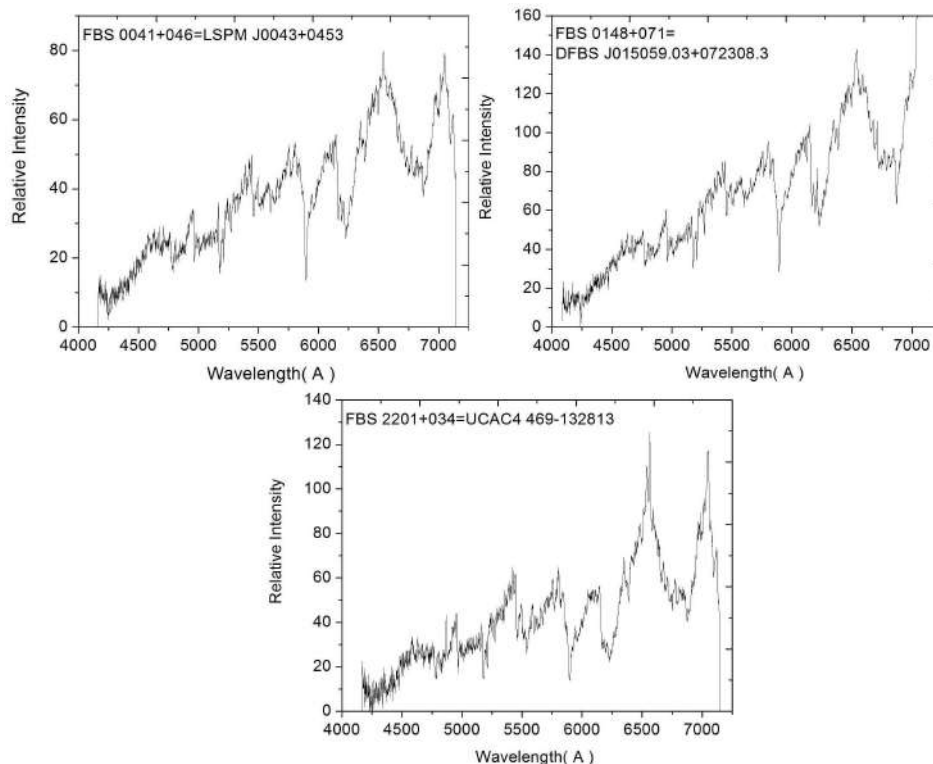 FBS 0041+046=LSPM J0043+0453
80
60
40
20
0
Relative Intensity
4000 4500 5000 5500 6000 6500 7000
Wavelength( A )
FBS 0148+071=
DFBS J015059.03+072308.3
160
140
120
100
80
60
40
20
0
Relative Intensity
4000 4500 5000 5500 6000 6500 7000
Wavelength( A )
FBS 2201+034=UCAC4 469-132813
140
120
100
80
60
40
20
0
Relative Intensity
4000 4500 5000 5500 6000 6500 7000
Wavelength( A )